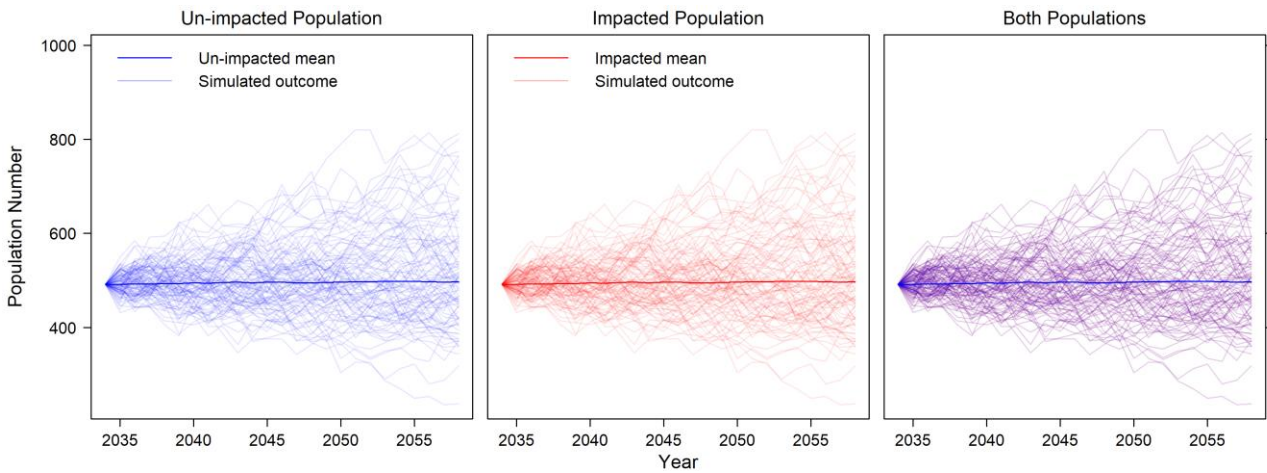 Un-impacted Population
Impacted Population
Both Populations
Population Number
1000
800
600
400
Un-impacted mean
Simulated outcome
Impacted mean
Simulated outcome
2035 2040 2045 2050 2055
2035 2040 2045 2050 2055
2035 2040 2045 2050 2055
Year